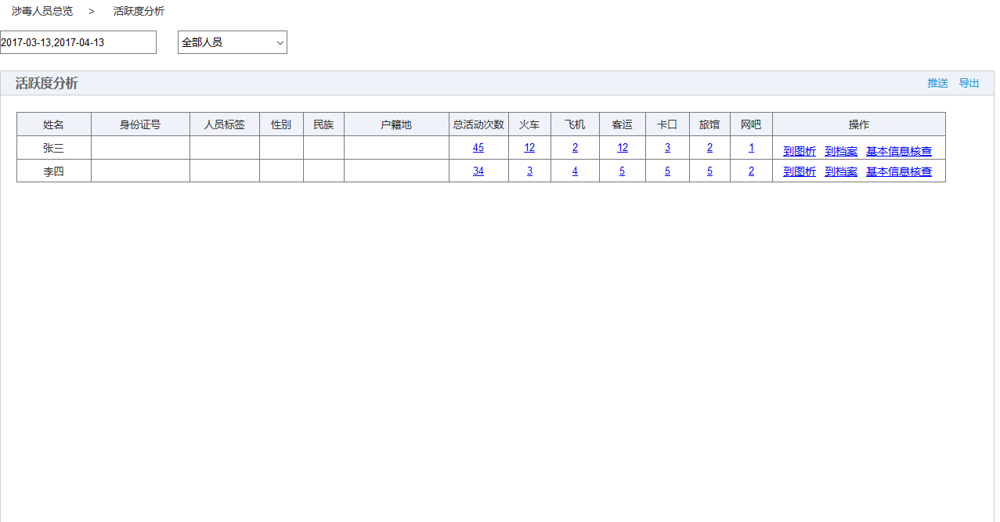 涉毒人员总览 > 活跃度分析
2017-03-13,2017-04-13 全部人员
活跃度分析 推送 导出
姓名 身份证号 人员标签 性别 民族 户籍地 总活动次数 火车 飞机 客运 卡口 旅馆 网吧 操作
张三 45 12 2 12 3 2 1 到图析 到档案 基本信息核查
李四 34 3 4 5 5 5 2 到图析 到档案 基本信息核查